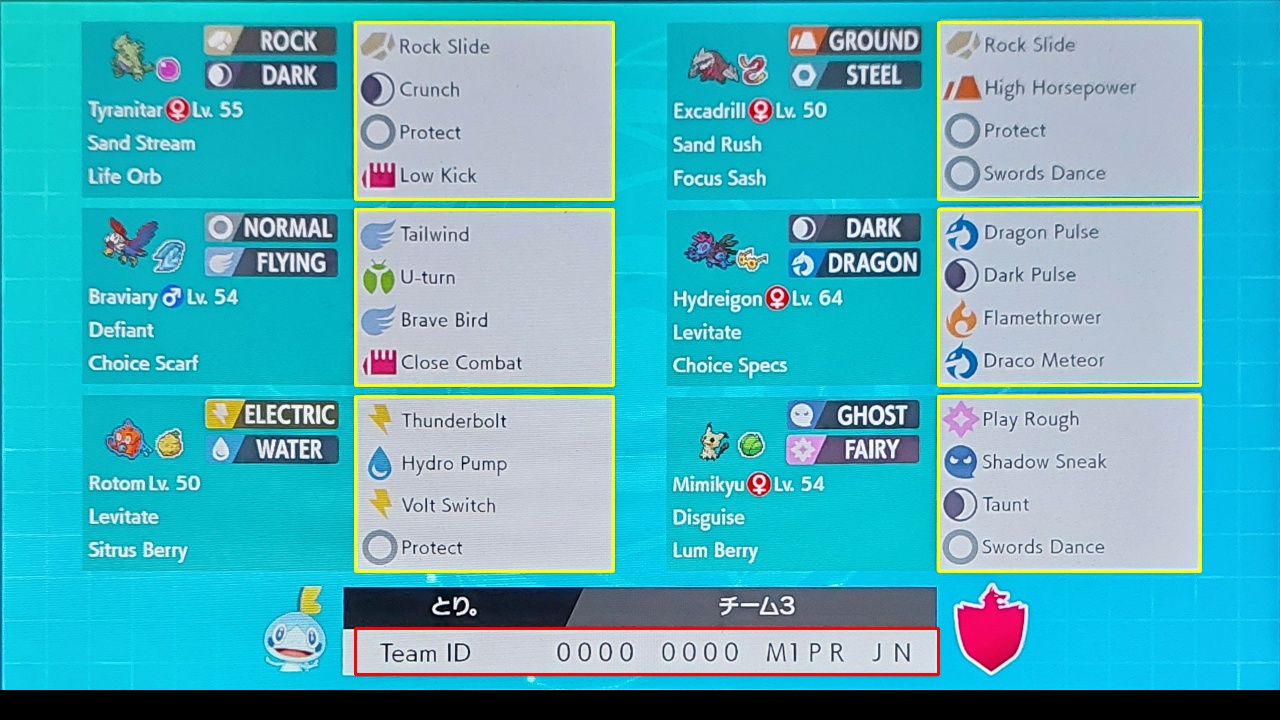 ROCK
DARK
Tyranitar♀Lv. 55
Sand Stream
Life Orb
Rock Slide
Crunch
Protect
Low Kick
GROUND
STEEL
Excadrill♀Lv. 50
Sand Rush
Focus Sash
Rock Slide
High Horsepower
Protect
Swords Dance
NORMAL
FLYING
Braviary♂Lv. 54
Defiant
Choice Scarf
Tailwind
U-turn
Brave Bird
Close Combat
DARK
DRAGON
Hydreigon♀Lv. 64
Levitate
Choice Specs
Dragon Pulse
Dark Pulse
Flamethrower
Draco Meteor
ELECTRIC
WATER
Rotom Lv. 50
Levitate
Sitrus Berry
Thunderbolt
Hydro Pump
Volt Switch
Protect
GHOST
FAIRY
Mimikyu♀Lv. 54
Disguise
Lum Berry
Play Rough
Shadow Sneak
Taunt
Swords Dance
とり。 チーム3
Team ID 0000 0000 M1PR JN